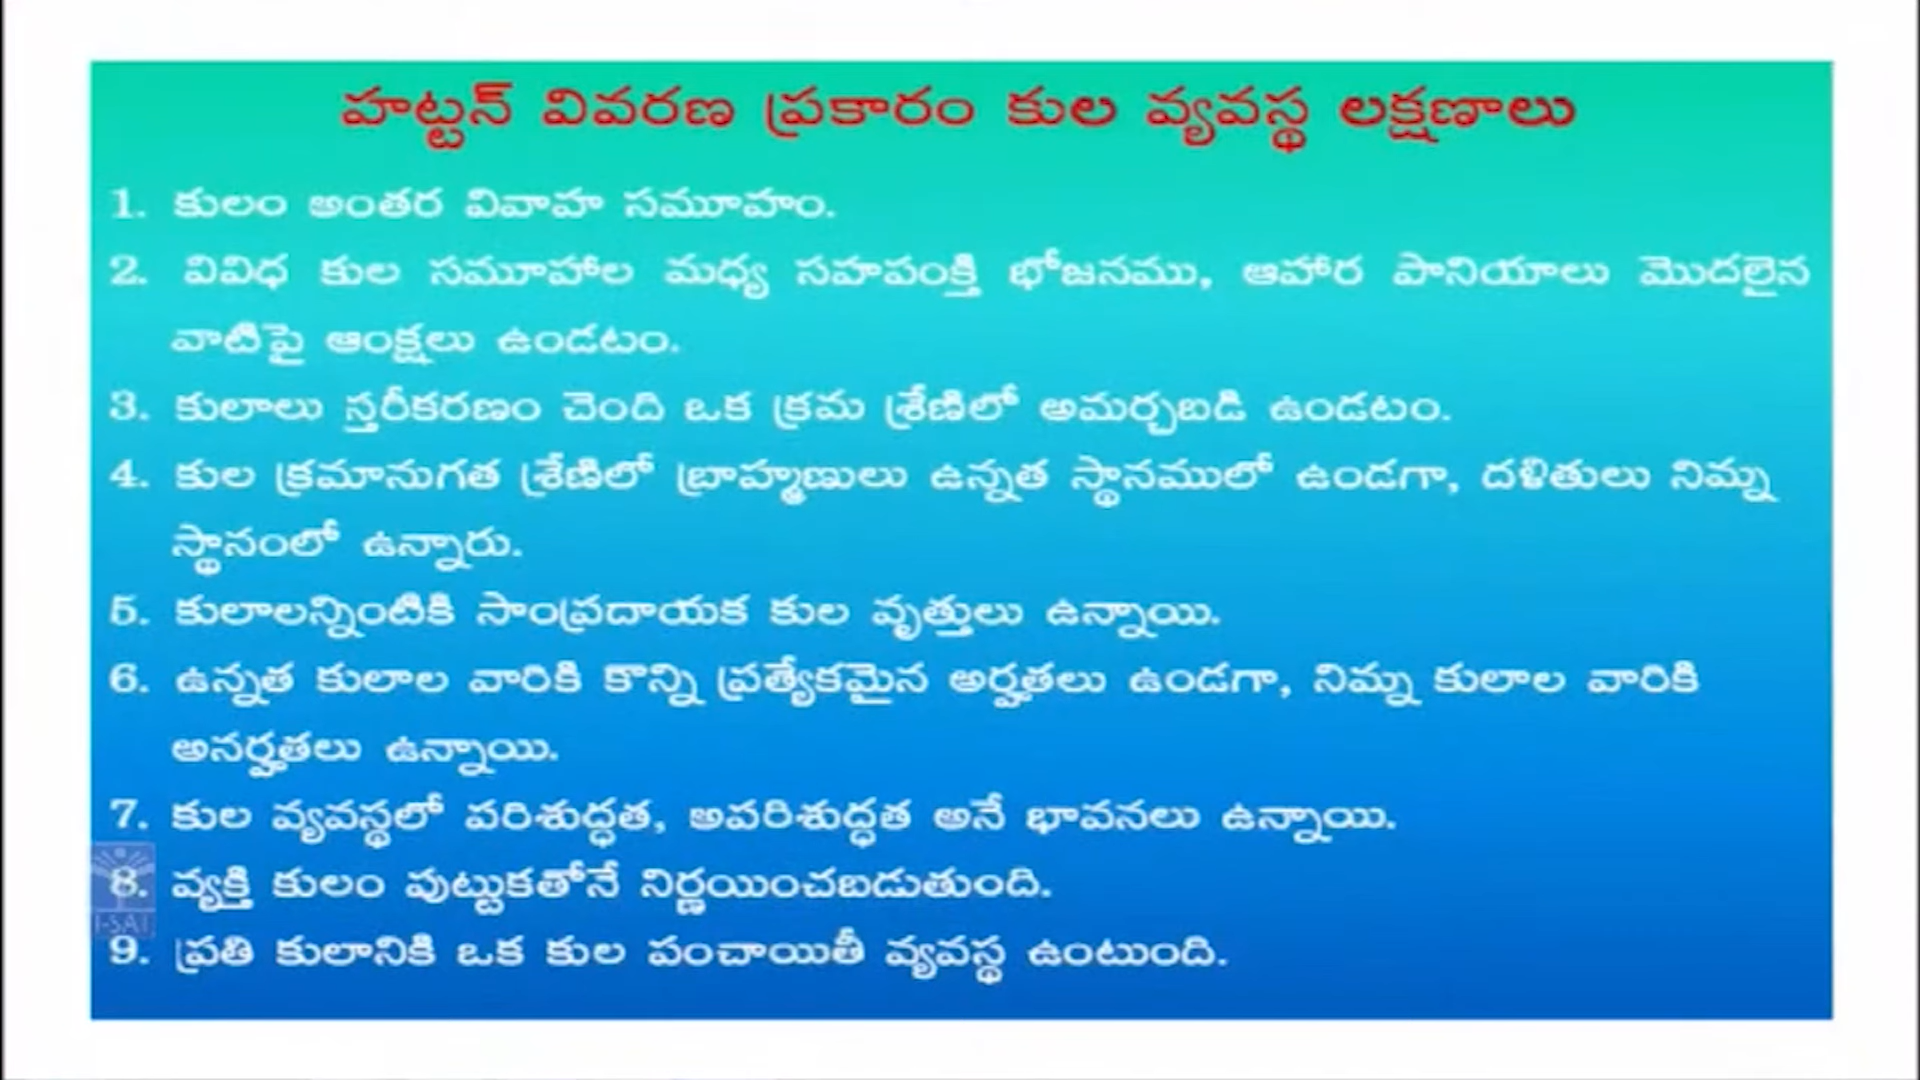 హట్టన్ వివరణ ప్రకారం కుల వ్యవస్థ లక్షణాలు
1. కులం అంతర వివాహ సమూహం.
2. వివిధ కుల సమూహాల మధ్య సహపంక్తి భోజనము, ఆహార పానియాలు మొదలైన
వాటిపై ఆంక్షలు ఉండటం.
3. కులాలు స్తరీకరణం చెంది ఒక క్రమ శ్రేణిలో అమర్చబడి ఉండటం.
4. కుల క్రమానుగత శ్రేణిలో బ్రాహ్మణులు ఉన్నత స్థానములో ఉండగా, దళితులు నిమ్న
స్థానంలో ఉన్నారు.
5. కులాలన్నింటికి సాంప్రదాయక కుల వృత్తులు ఉన్నాయి.
6. ఉన్నత కులాల వారికి కొన్ని ప్రత్యేకమైన అర్హతలు ఉండగా, నిమ్న కులాల వారికి
అనర్హతలు ఉన్నాయి.
7. కుల వ్యవస్థలో పరిశుద్ధత, అపరిశుద్ధత అనే భావనలు ఉన్నాయి.
8. వ్యక్తి కులం పుట్టుకతోనే నిర్ణయించబడుతుంది.
T-SAT
9. ప్రతి కులానికి ఒక కుల పంచాయితీ వ్యవస్థ ఉంటుంది.